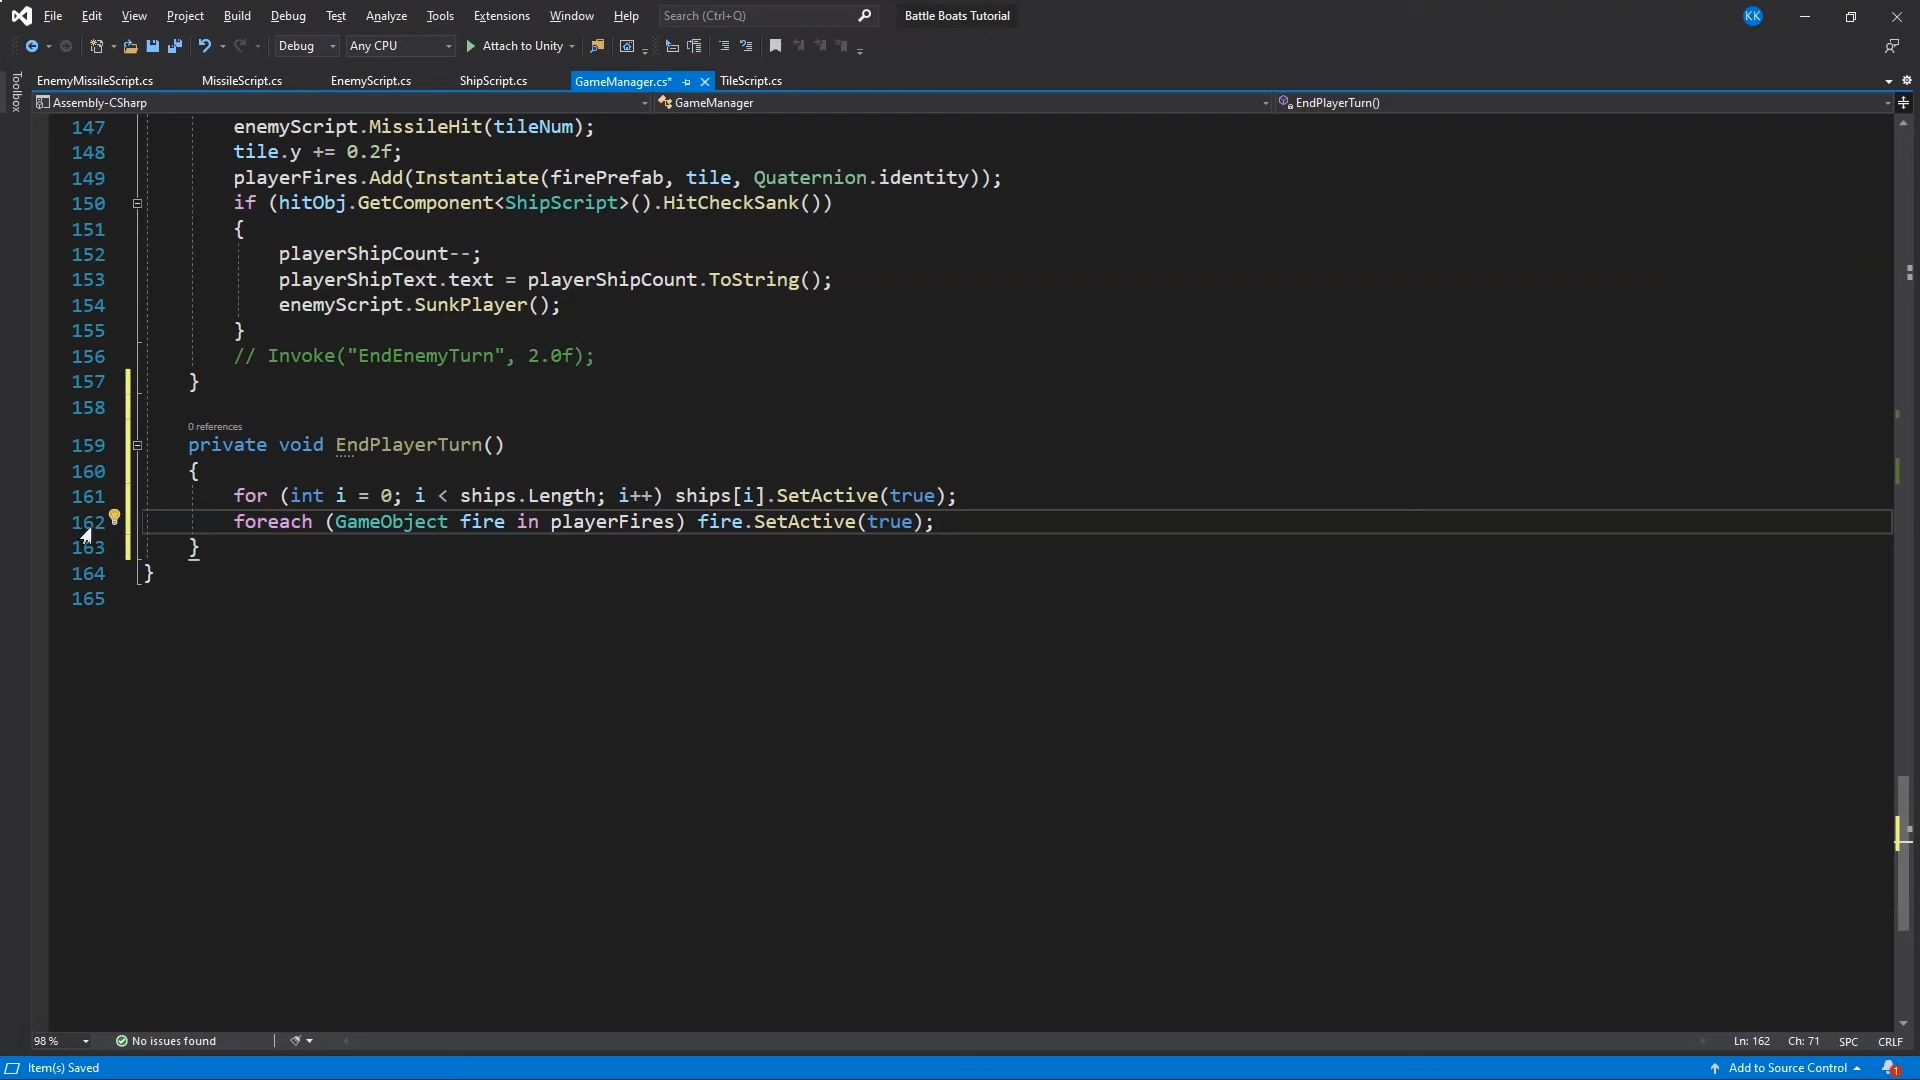 File Edit View Project Build Debug Test Analyze Tools Extensions Window Help Search (Ctrl+Q) Battle Boats Tutorial KK
Debug Any CPU Attach to Unity
Toolbox
EnemyMissileScript.cs MissileScript.cs EnemyScript.cs ShipScript.cs GameManager.cs* TileScript.cs
Assembly-CSharp GameManager EndPlayerTurn()
147 enemyScript.MissileHit(tileNum);
148 tile.y += 0.2f;
149 playerFires.Add(Instantiate(firePrefab, tile, Quaternion.identity));
150 if (hitObj.GetComponent<ShipScript>().HitCheckSank())
151 {
152 playerShipCount--;
153 playerShipText.text = playerShipCount.ToString();
154 enemyScript.SunkPlayer();
155 }
156 // Invoke("EndEnemyTurn", 2.0f);
157 }
158
0 references
159 private void EndPlayerTurn()
160 {
161 for (int i = 0; i < ships.Length; i++) ships[i].SetActive(true);
162 foreach (GameObject fire in playerFires) fire.SetActive(true);
163 }
164 }
165
98 % No issues found Ln: 162 Ch: 71 SPC CRLF
Item(s) Saved Add to Source Control 1